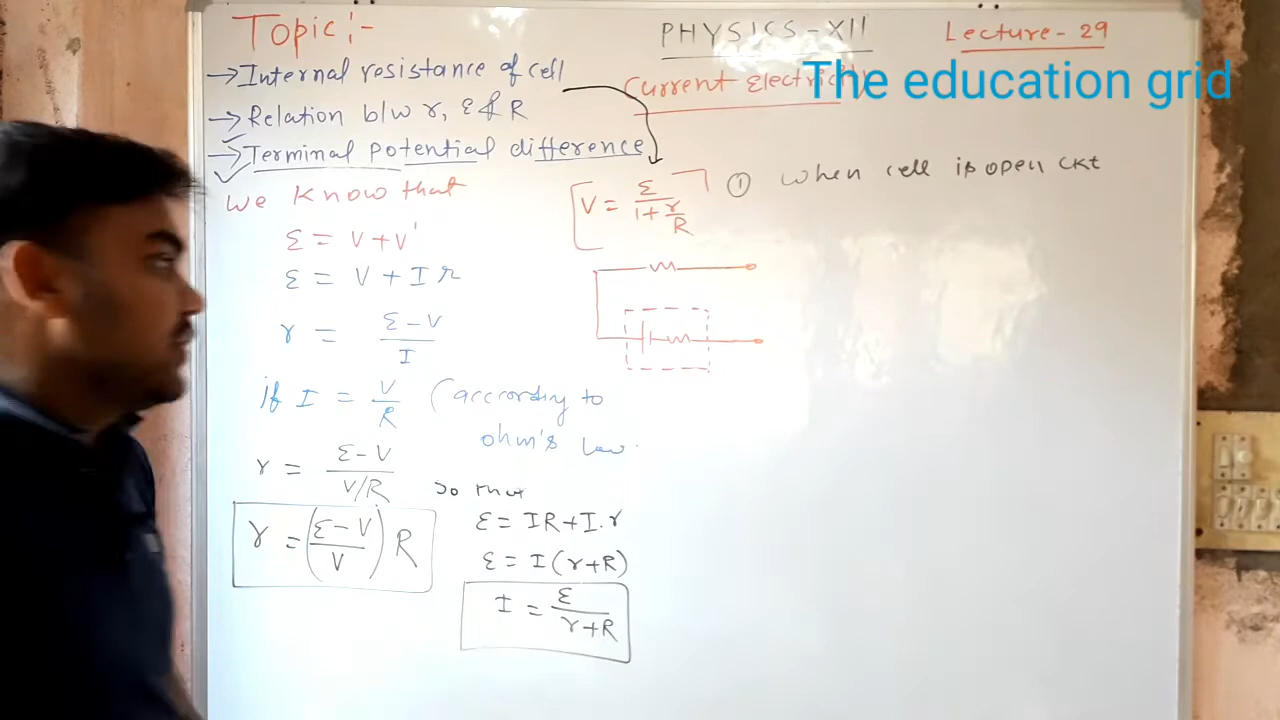 Topic :-
PHYSICS - XII
Lecture - 29
→ Internal resistance of cell
Current Electricity
The education grid
→ Relation b/w r, ε & R
→ Terminal potential difference
① when cell is open CKt
we know that
V = ε / (1 + r/R)
ε = V + V'
ε = V + I r
r = (ε - V) / I
if I = V / R (according to
ohm's law.
r = (ε - V) / (V/R)
r = ((ε - V) / V) R
so that
ε = IR + I.r
ε = I (r+R)
I = ε / (r+R)